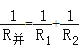 1/R并 = 1/R₁ + 1/R₂